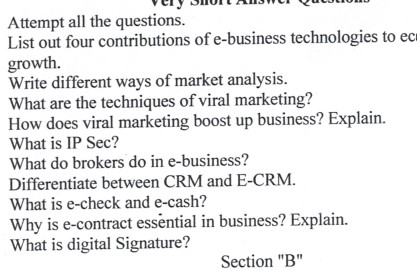 Very Short Answer Questions
Attempt all the questions.
List out four contributions of e-business technologies to
growth.
Write different ways of market analysis.
What are the techniques of viral marketing?
How does viral marketing boost up business? Explain.
What is IP Sec?
What do brokers do in e-business?
Differentiate between CRM and E-CRM.
What is e-check and e-cash?
Why is e-contract essential in business? Explain.
What is digital Signature?
Section "B"